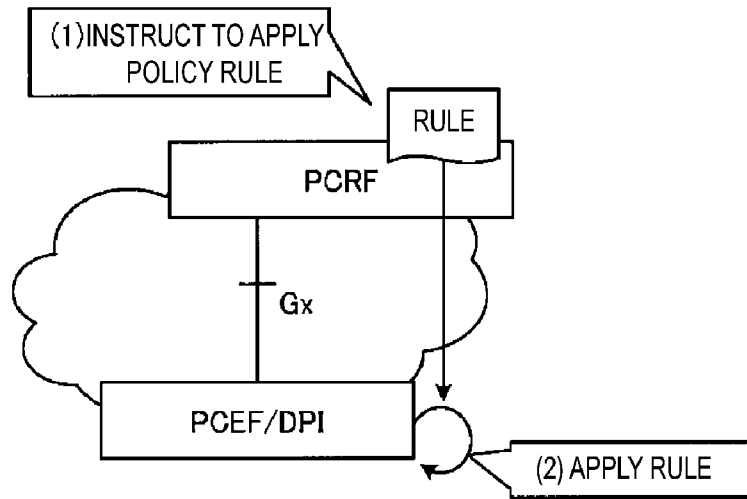 (1)INSTRUCT TO APPLY
POLICY RULE
RULE
PCRF
Gx
PCEF/DPI
(2) APPLY RULE